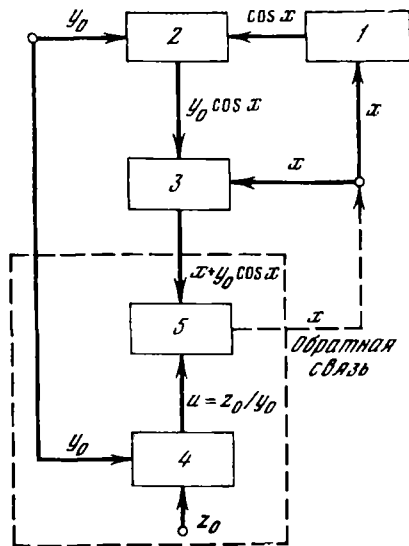 y₀
2
cos x
1
y₀ cos x
x
3
x
x+y₀ cos x
5
x
Обратная
связь
u = z₀/y₀
y₀
4
z₀